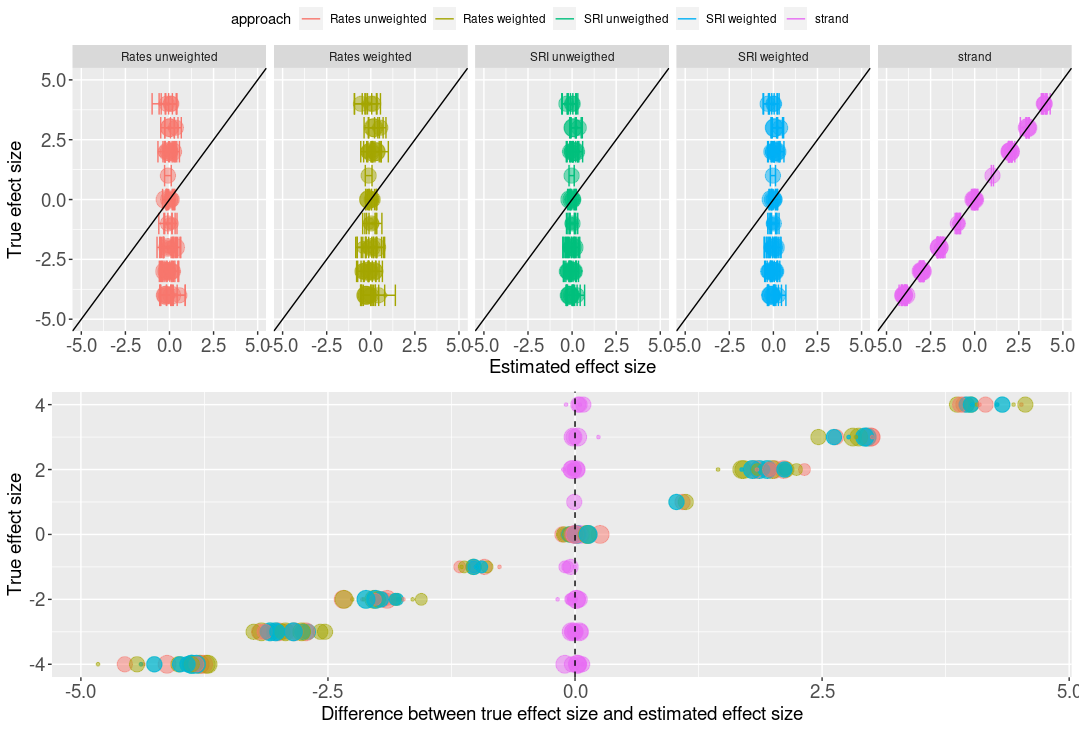 approach Rates unweighted Rates weighted SRI unweigthed SRI weighted strand
Rates unweighted Rates weighted SRI unweigthed SRI weighted strand
True efect size
5.0
2.5
0.0
-2.5
-5.0
-5.0 -2.5 0.0 2.5 5.0 -5.0 -2.5 0.0 2.5 5.0 -5.0 -2.5 0.0 2.5 5.0 -5.0 -2.5 0.0 2.5 5.0 -5.0 -2.5 0.0 2.5 5.0
Estimated effect size
True effect size
4
2
0
-2
-4
-5.0 -2.5 0.0 2.5 5.0
Difference between true effect size and estimated effect size